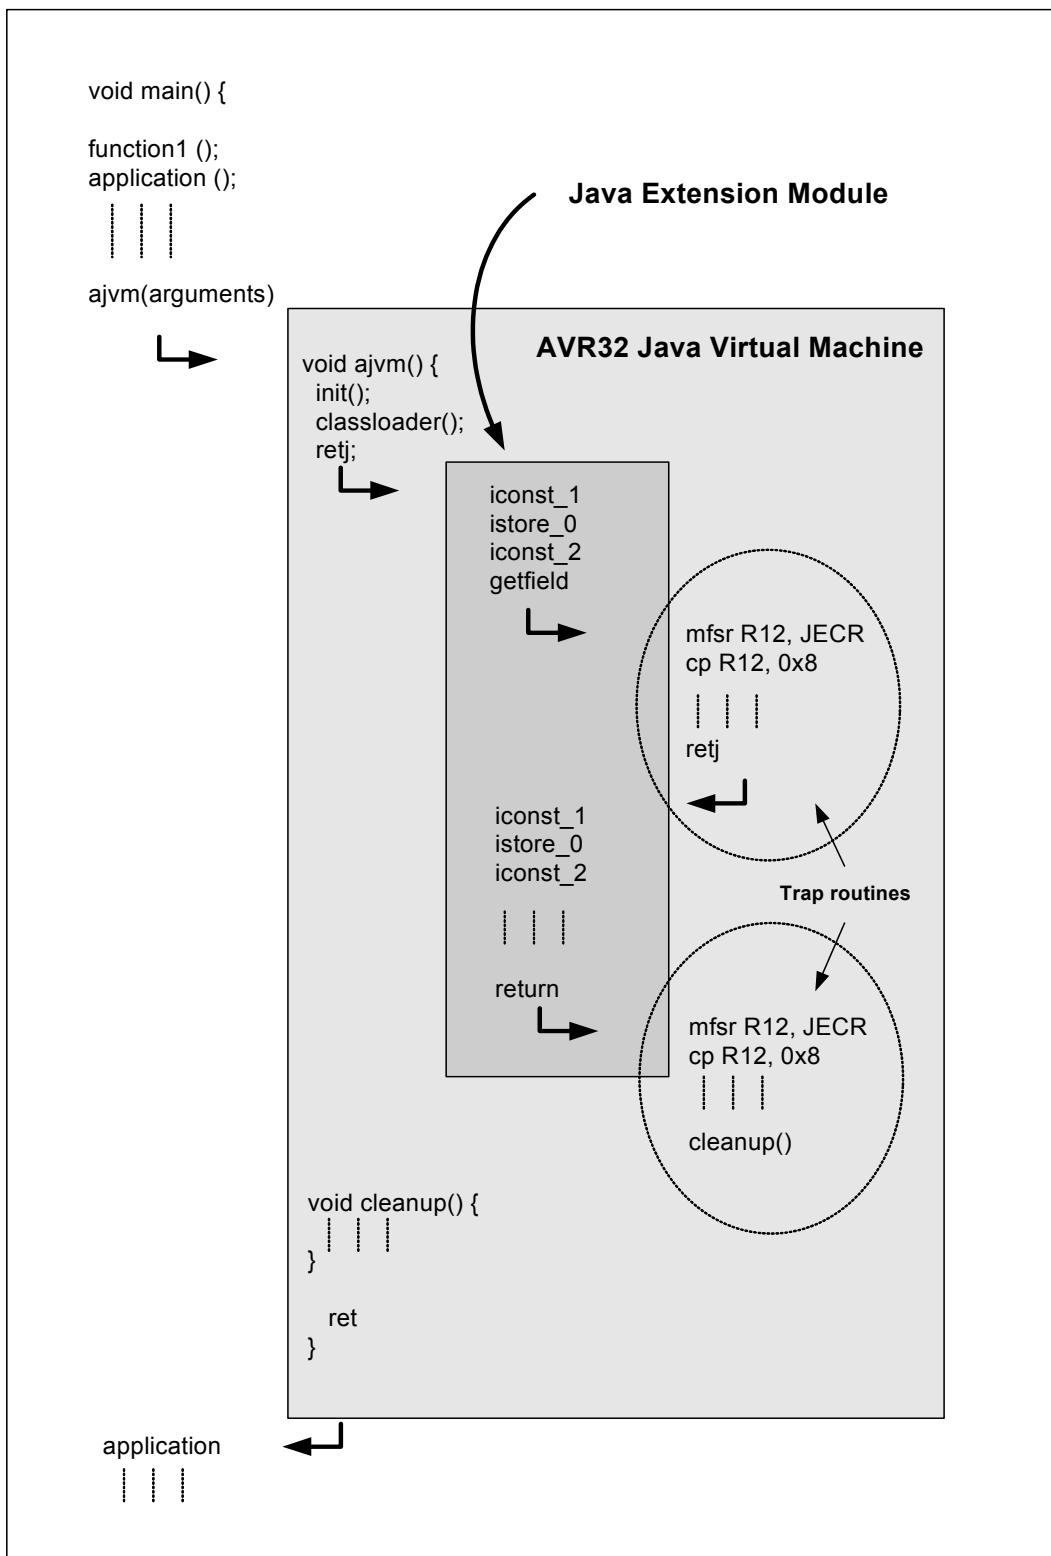 void main() {
function1 ();
application ();
Java Extension Module
ajvm(arguments)
AVR32 Java Virtual Machine
void ajvm() {
init();
classloader();
retj;
iconst_1
istore_0
iconst_2
getfield
mfsr R12, JECR
cp R12, 0x8
retj
iconst_1
istore_0
iconst_2
Trap routines
return
mfsr R12, JECR
cp R12, 0x8
cleanup()
void cleanup() {
}
ret
}
application